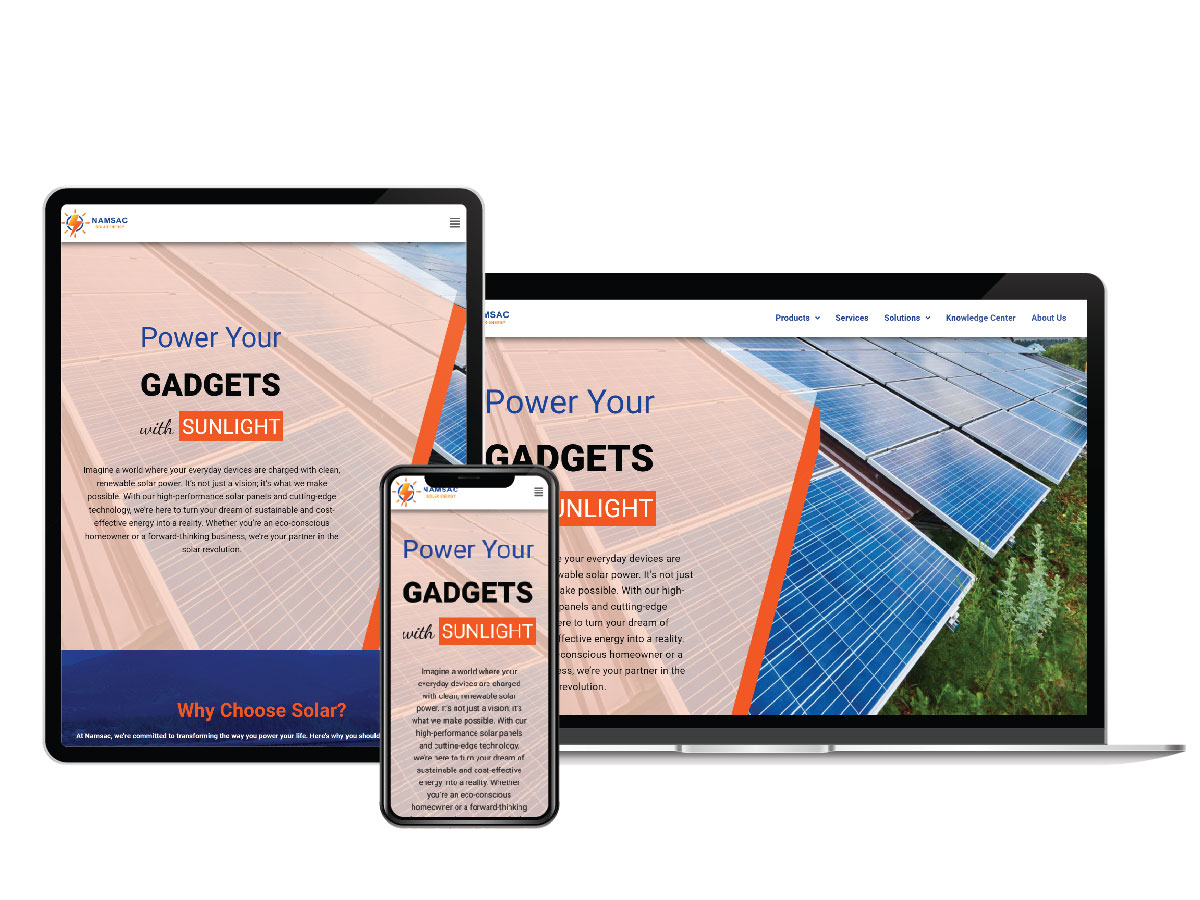 NAMSAC
SOLAR ENERGY
Power Your
GADGETS
with SUNLIGHT
Imagine a world where your everyday devices are charged with clean,
renewable solar power. It's not just a vision; it's what we make
possible. With our high-performance solar panels and cutting-edge
technology, we're here to turn your dream of sustainable and cost-
effective energy into a reality. Whether you're an eco-conscious
homeowner or a forward-thinking business, we're your partner in the
solar revolution.
Why Choose Solar?
At Namsac, we're committed to transforming the way you power your life. Here's why you should
NAMSAC
SOLAR ENERGY
Power Your
GADGETS
with SUNLIGHT
Imagine a world where your
everyday devices are charged
with clean, renewable solar
power. It's not just a vision; it's
what we make possible. With our
high-performance solar panels
and cutting-edge technology,
we're here to turn your dream of
sustainable and cost-effective
energy into a reality. Whether
you're an eco-conscious
homeowner or a forward-thinking
MSAC
ENERGY
Products Services Solutions Knowledge Center About Us
Power Your
GADGETS
UNLIGHT
your everyday devices are
wable solar power. It's not just
ake possible. With our high-
panels and cutting-edge
ere to turn your dream of
ffective energy into a reality.
conscious homeowner or a
ess, we're your partner in the
revolution.